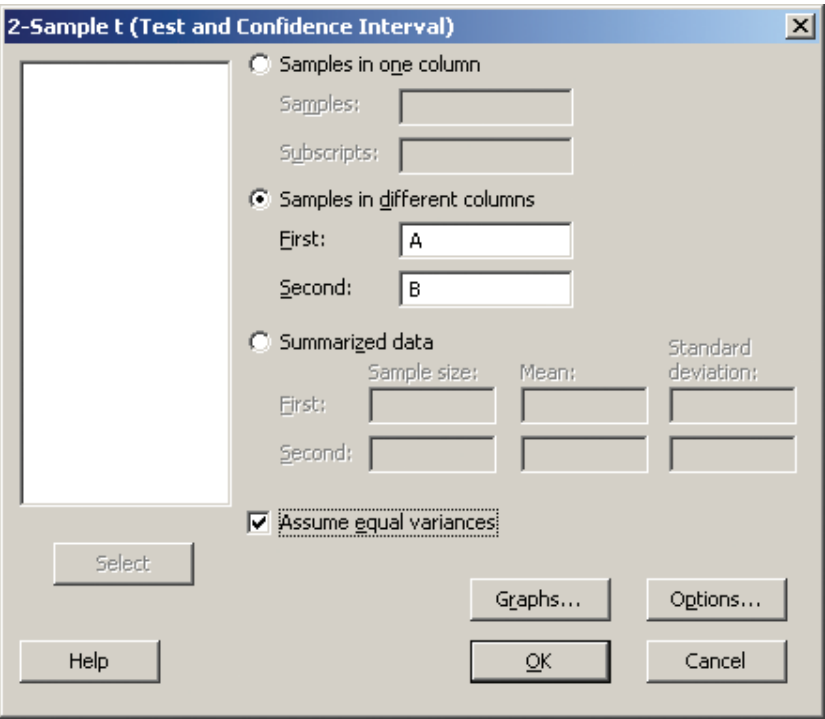 2-Sample t (Test and Confidence Interval)
Samples in one column
Samples:
Subscripts:
Samples in different columns
First: A
Second: B
Summarized data
Standard
Sample size: Mean: deviation:
First:
Second:
Assume equal variances
Select
Graphs... Options...
Help OK Cancel